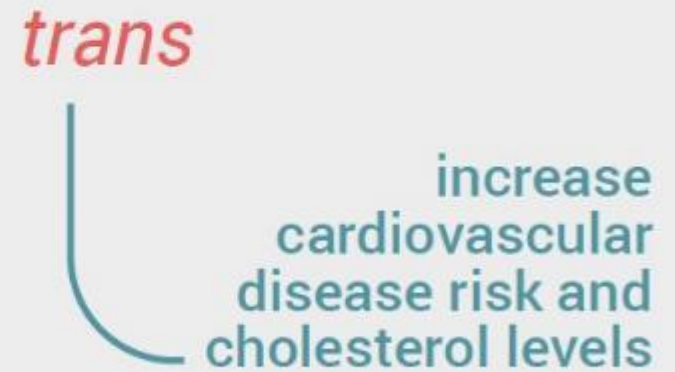 trans
increase
cardiovascular
disease risk and
cholesterol levels